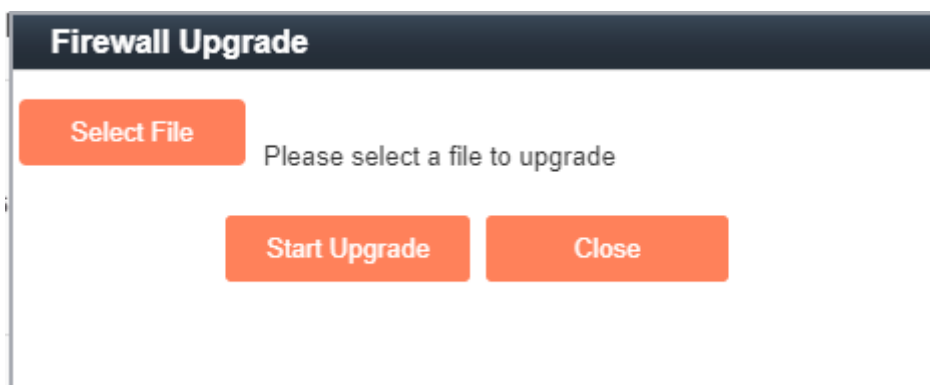 Firewall Upgrade
Select File
Please select a file to upgrade
Start Upgrade
Close